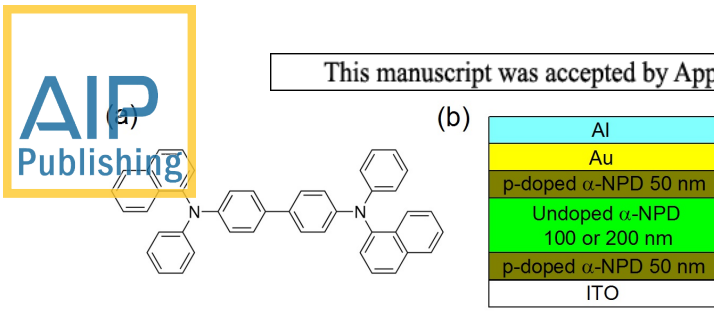 AIP
Publishing
This manuscript was accepted by App
(a)
N
N
(b)
Al
Au
p-doped α-NPD 50 nm
Undoped α-NPD
100 or 200 nm
p-doped α-NPD 50 nm
ITO